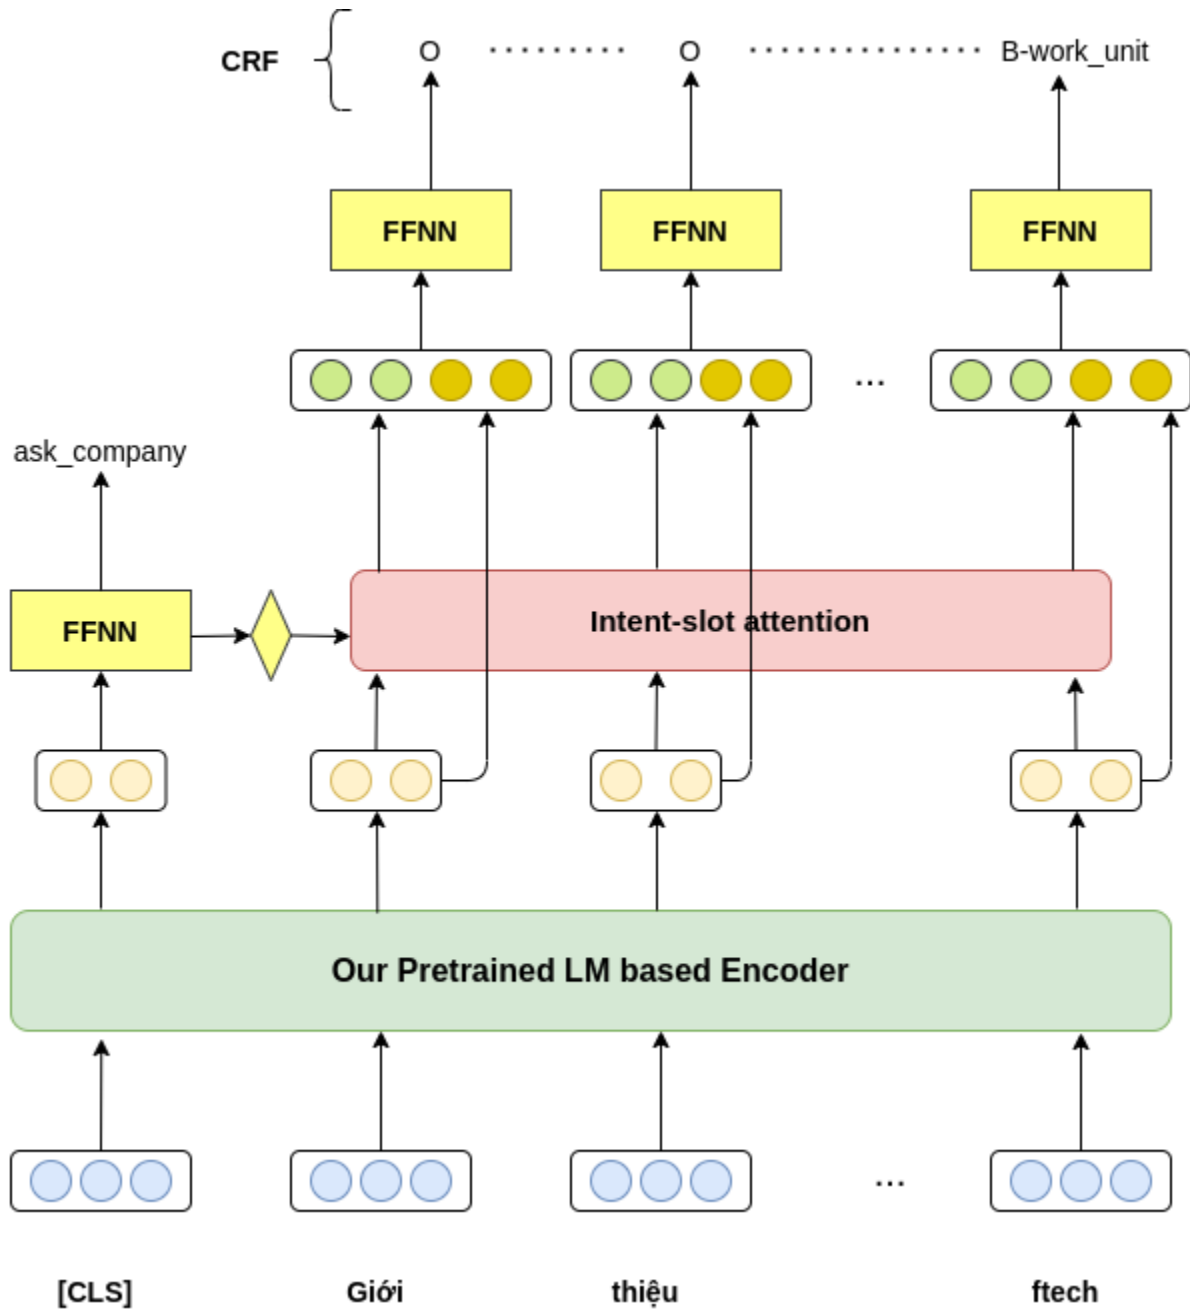 CRF
O
O
B-work_unit
FFNN
FFNN
FFNN
...
ask_company
FFNN
Intent-slot attention
Our Pretrained LM based Encoder
...
[CLS]
Giới
thiệu
ftech